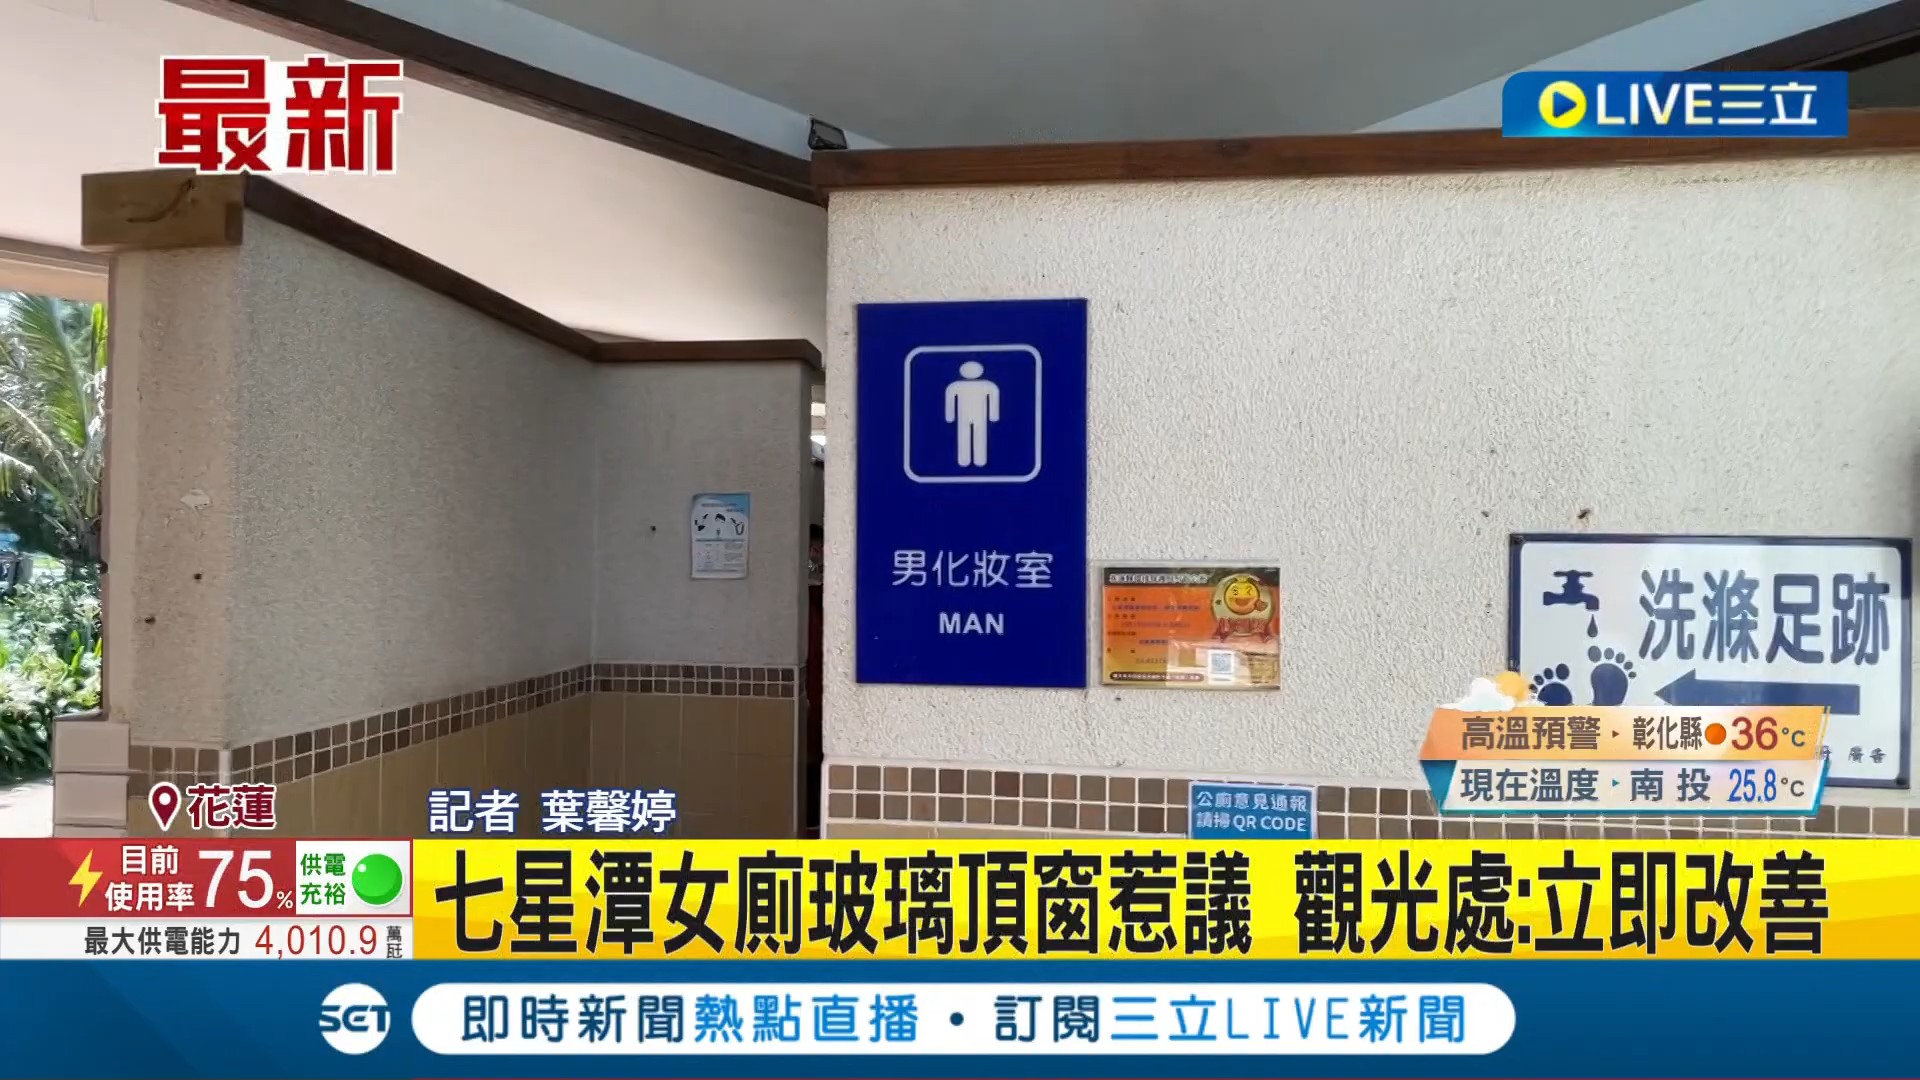 最新
LIVE三立
男化妝室
MAN
洗滌足跡
高溫預警 彰化縣 36°C
現在溫度 南投 25.8°C
花蓮
記者 葉馨婷
公廁意見通報
請掃QR CODE
目前
使用率 75%
供電
充裕
最大供電能力 4,010.9 萬瓩
七星潭女廁玻璃頂窗惹議 觀光處:立即改善
SET
即時新聞熱點直播・訂閱三立LIVE新聞